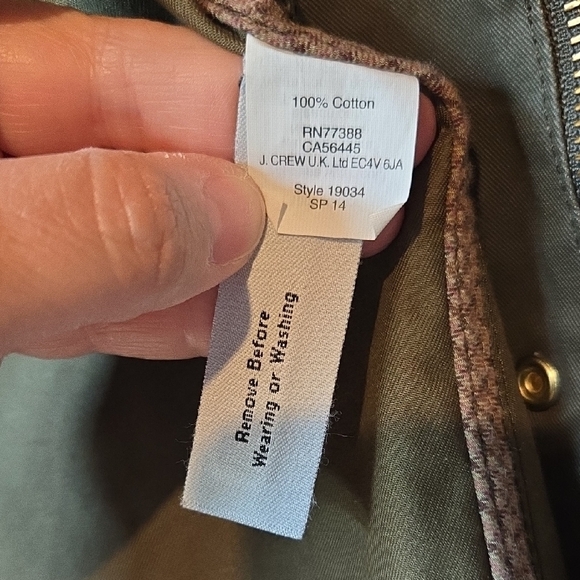 100% Cotton
RN77388
CA56445
J. CREW U.K. Ltd EC4V 6JA
Style 19034
SP 14
Remove Before
Wearing or Washing